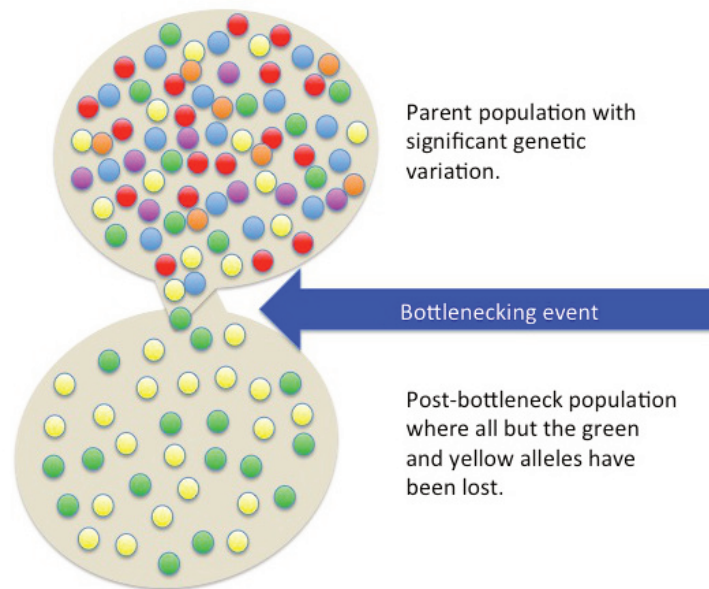 Parent population with
significant genetic
variation.
Bottlenecking event
Post-bottleneck population
where all but the green
and yellow alleles have
been lost.